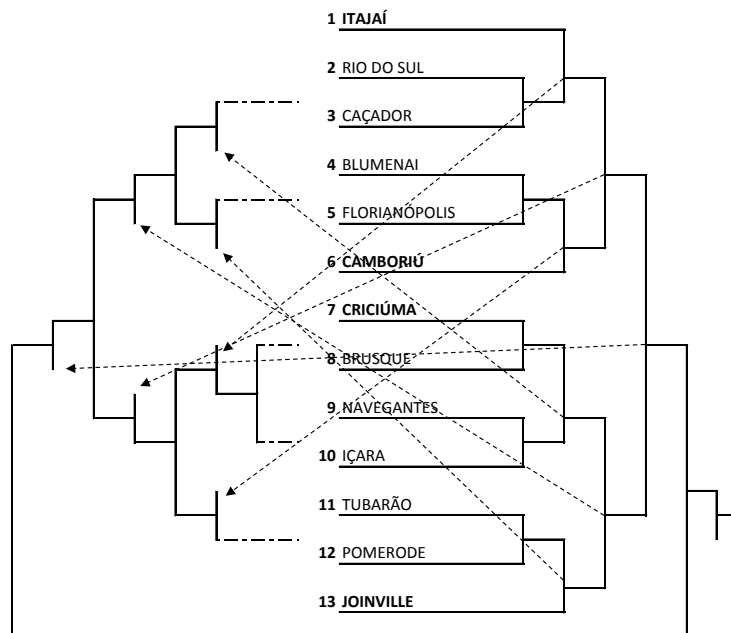 1 ITAJAÍ
2 RIO DO SUL
3 CAÇADOR
4 BLUMENAI
5 FLORIANÓPOLIS
6 CAMBORIÚ
7 CRICIÚMA
8 BRUSQUE
9 NAVEGANTES
10 IÇARA
11 TUBARÃO
12 POMERODE
13 JOINVILLE